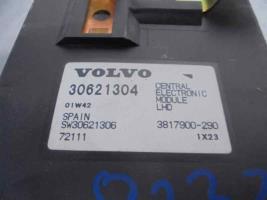 VOLVO
30621304 CENTRAL
ELECTRONIC
01W42 MODULE
LHD
SPAIN
SW30621306 3817900-290
72111 1X23